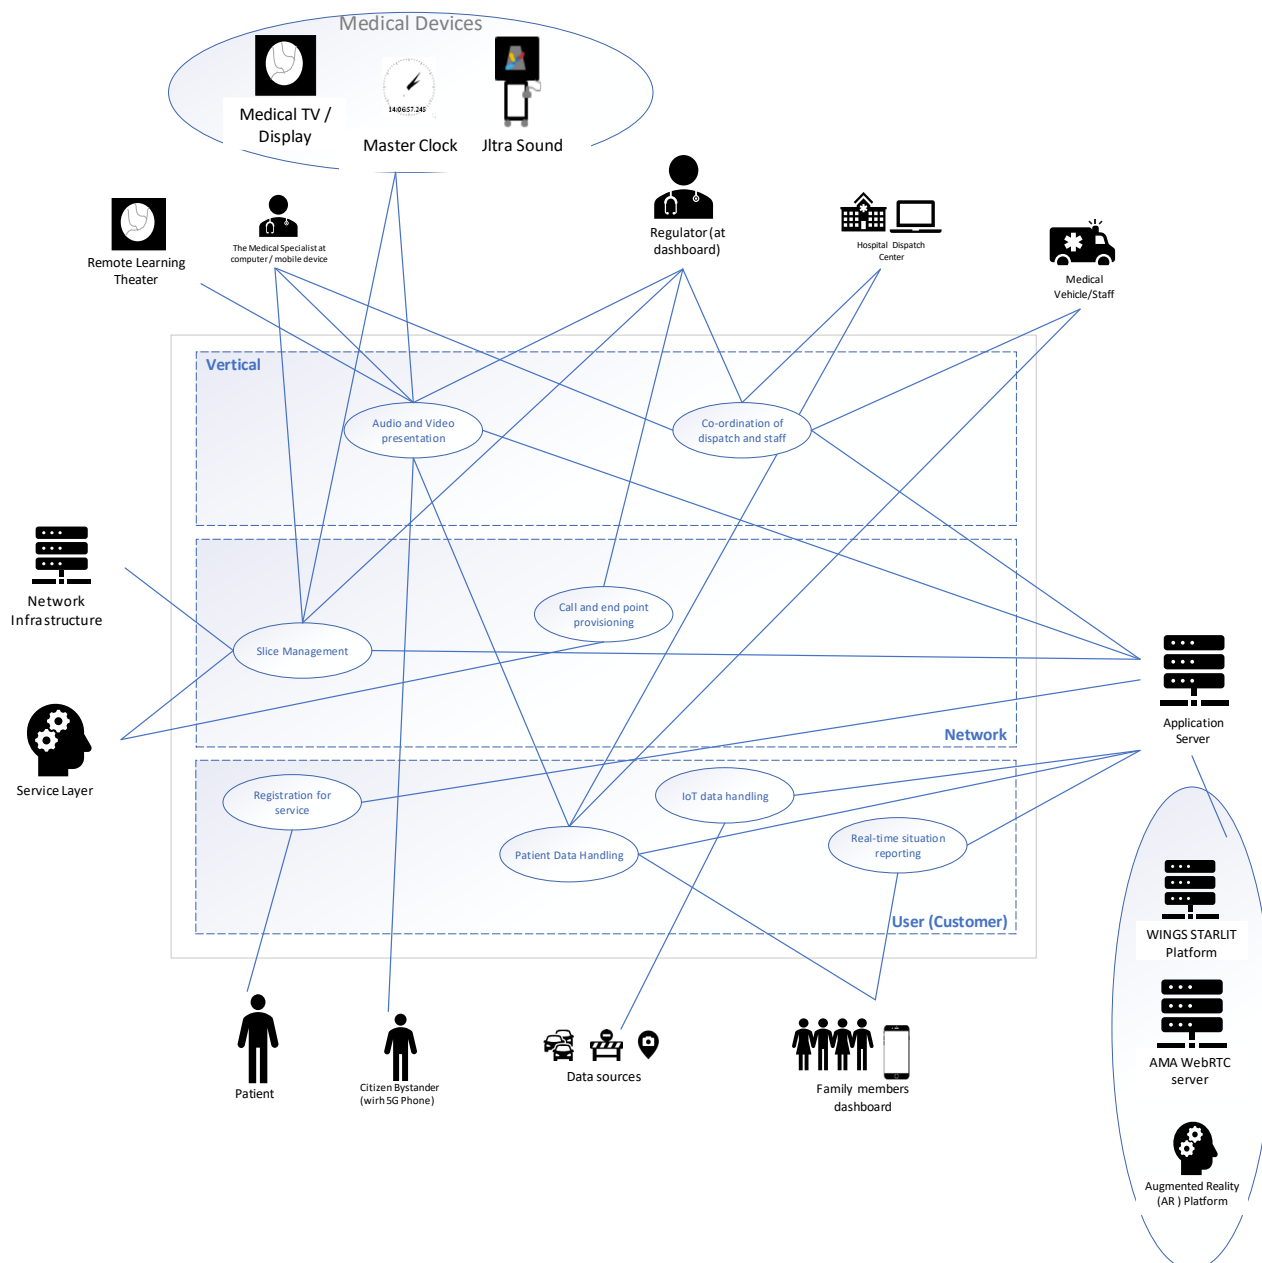 Medical Devices
Medical TV /
Display
14:06:57.245
Master Clock
Jltra Sound
Remote Learning
Theater
The Medical Specialist at
computer / mobile device
Regulator (at
dashboard)
Hospital Dispatch
Center
Medical
Vehicle/Staff
Vertical
Audio and Video
presentation
Co-ordination of
dispatch and staff
Network
Infrastructure
Call and end point
provisioning
Slice Management
Network
Service Layer
Application
Server
Registration for
service
IoT data handling
Patient Data Handling
Real-time situation
reporting
User (Customer)
WINGS STARLIT
Platform
AMA WebRTC
server
Augmented Reality
(AR ) Platform
Patient
Citizen Bystander
(wirh 5G Phone)
Data sources
Family members
dashboard